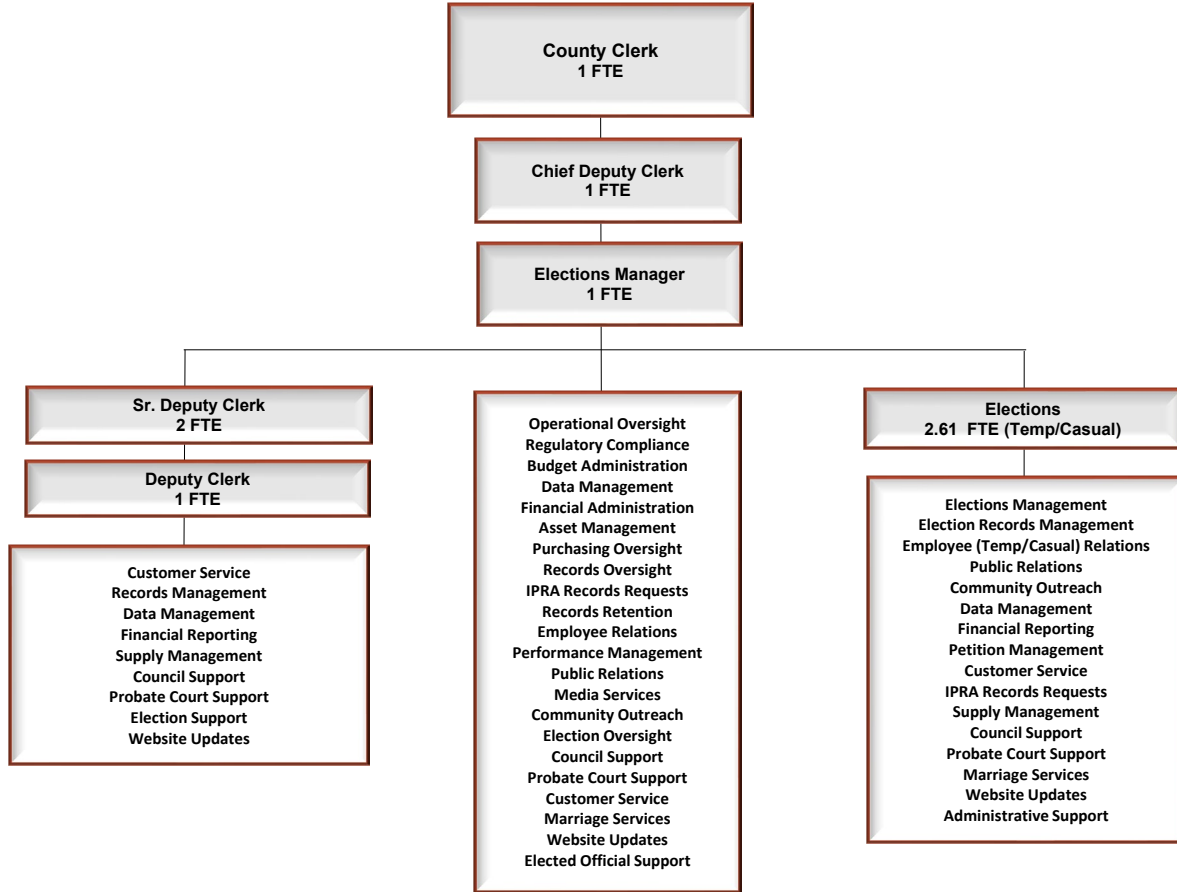 County Clerk
1 FTE
Chief Deputy Clerk
1 FTE
Elections Manager
1 FTE
Sr. Deputy Clerk
2 FTE
Deputy Clerk
1 FTE
Customer Service
Records Management
Data Management
Financial Reporting
Supply Management
Council Support
Probate Court Support
Election Support
Website Updates
Operational Oversight
Regulatory Compliance
Budget Administration
Data Management
Financial Administration
Asset Management
Purchasing Oversight
Records Oversight
IPRA Records Requests
Records Retention
Employee Relations
Performance Management
Public Relations
Media Services
Community Outreach
Election Oversight
Council Support
Probate Court Support
Customer Service
Marriage Services
Website Updates
Elected Official Support
Elections
2.61 FTE (Temp/Casual)
Elections Management
Election Records Management
Employee (Temp/Casual) Relations
Public Relations
Community Outreach
Data Management
Financial Reporting
Petition Management
Customer Service
IPRA Records Requests
Supply Management
Council Support
Probate Court Support
Marriage Services
Website Updates
Administrative Support